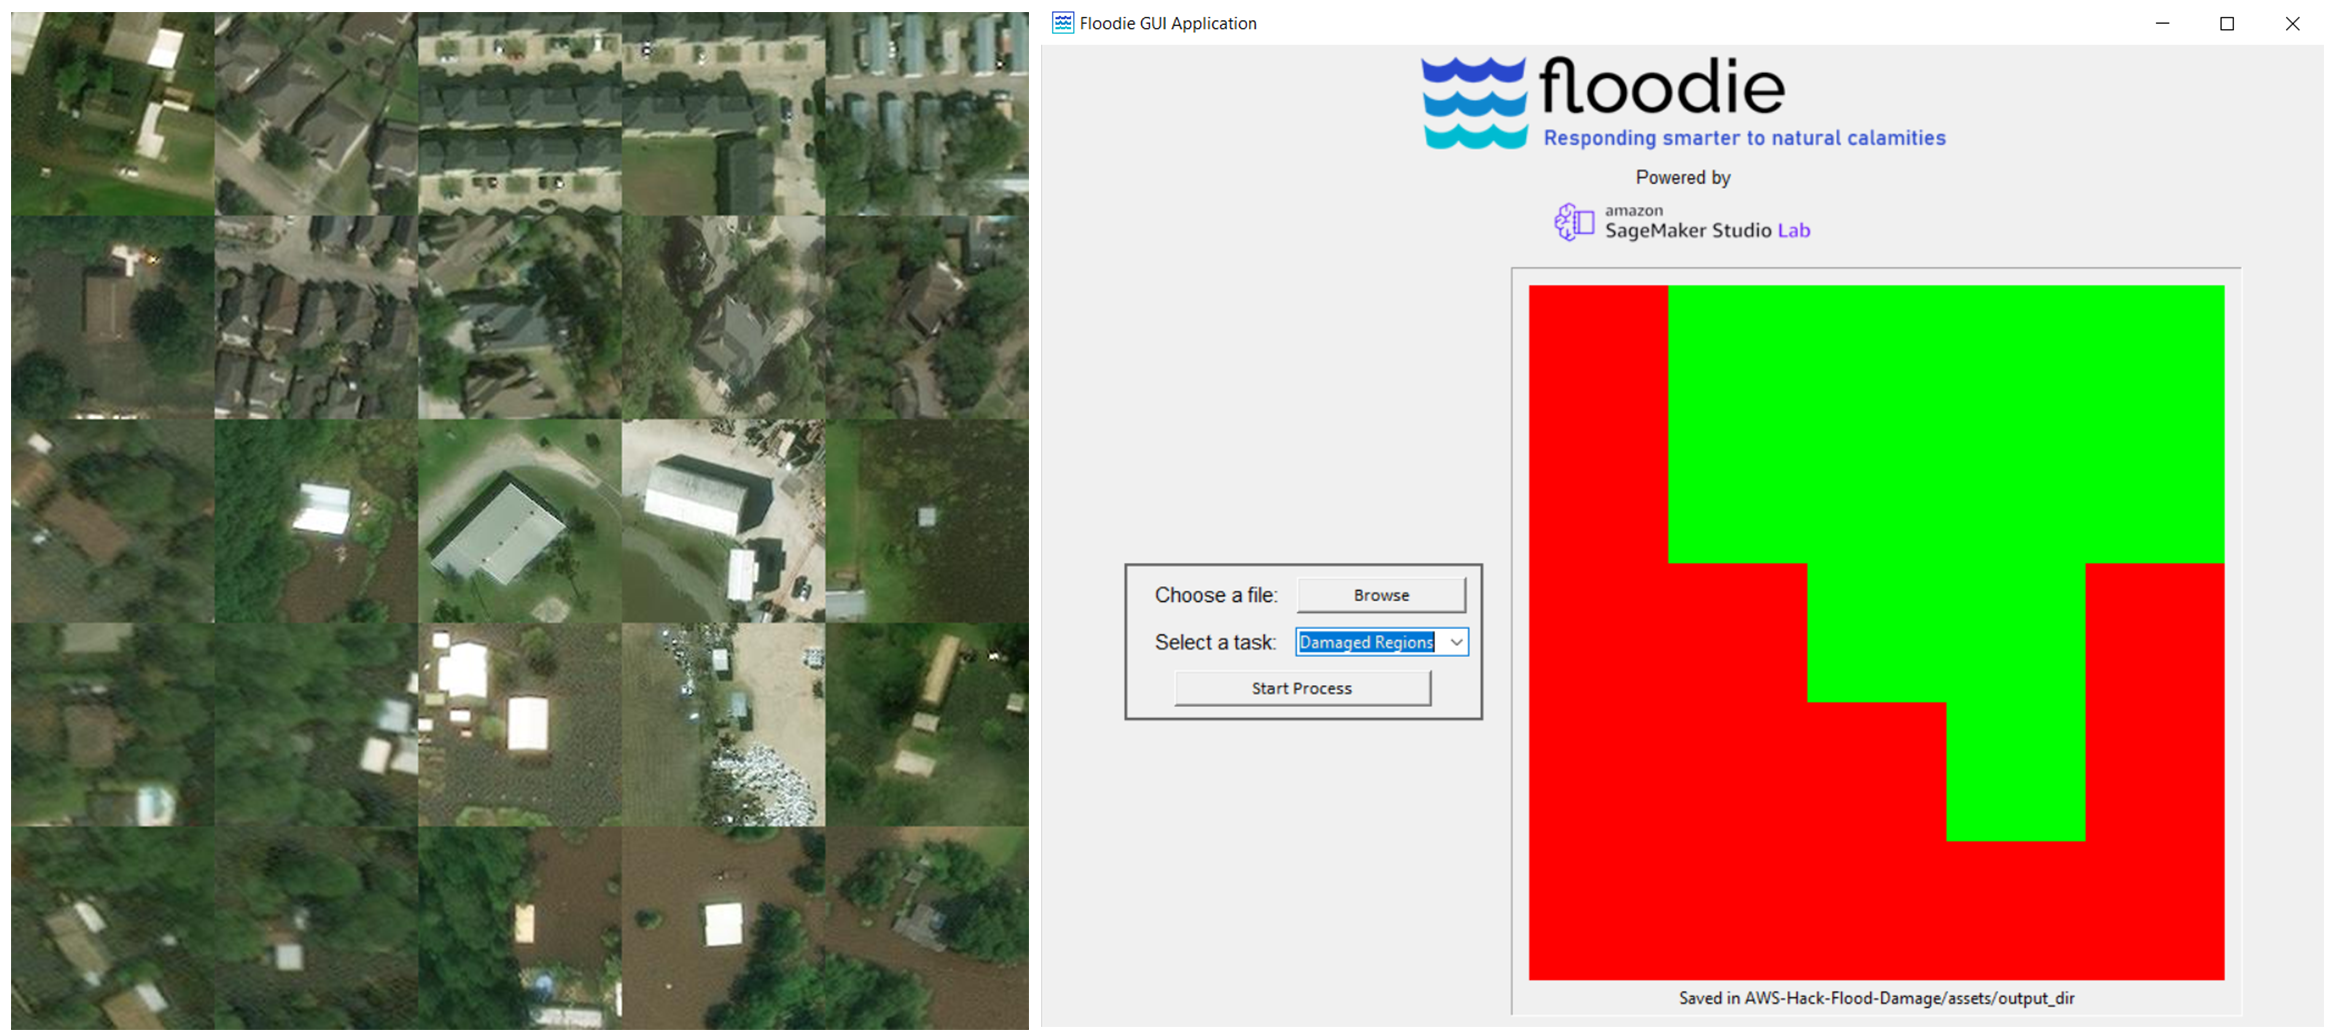 Floodie GUI Application
floodie
Responding smarter to natural calamities
Powered by
amazon
SageMaker Studio Lab
Choose a file: Browse
Select a task: Damaged Regions
Start Process
Saved in AWS-Hack-Flood-Damage/assets/output_dir